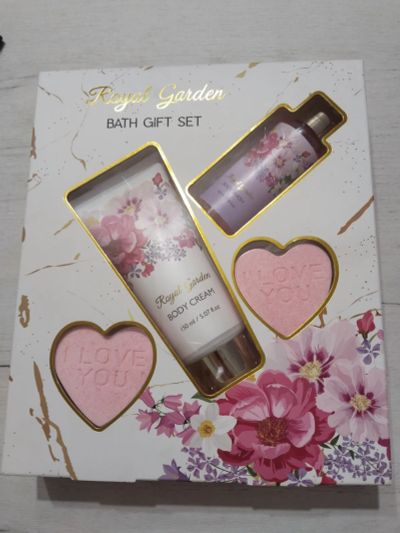 Royal Garden
BATH GIFT SET
Royal Garden
BODY CREAM
150 ml / 5.07 fl.oz.
I LOVE
YOU
I LOVE
YOU